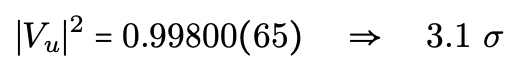 |V_u|^2 = 0.99800(65) ⇒ 3.1 σ